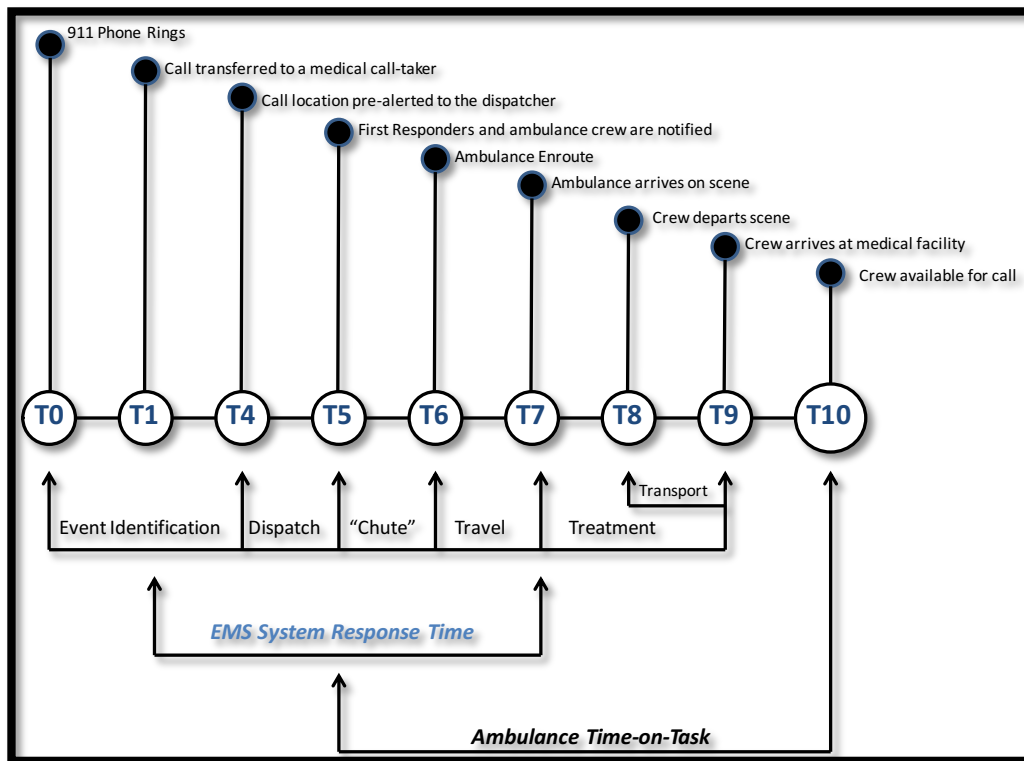 911 Phone Rings
Call transferred to a medical call-taker
Call location pre-alerted to the dispatcher
First Responders and ambulance crew are notified
Ambulance Enroute
Ambulance arrives on scene
Crew departs scene
Crew arrives at medical facility
Crew available for call
T0 T1 T4 T5 T6 T7 T8 T9 T10
Transport
Event Identification Dispatch “Chute” Travel Treatment
EMS System Response Time
Ambulance Time-on-Task